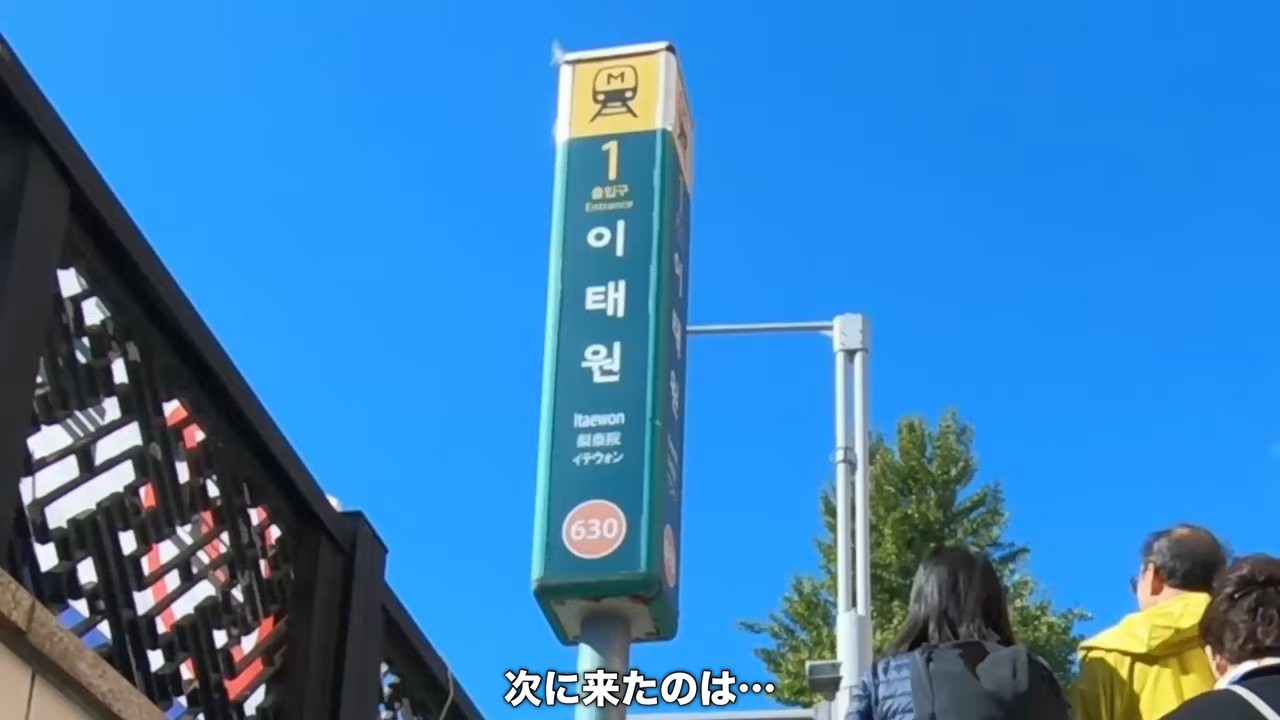 M
1
출입구
Entrance
이
태
원
Itaewon
梨泰院
イテウォン
630
次に来たのは…